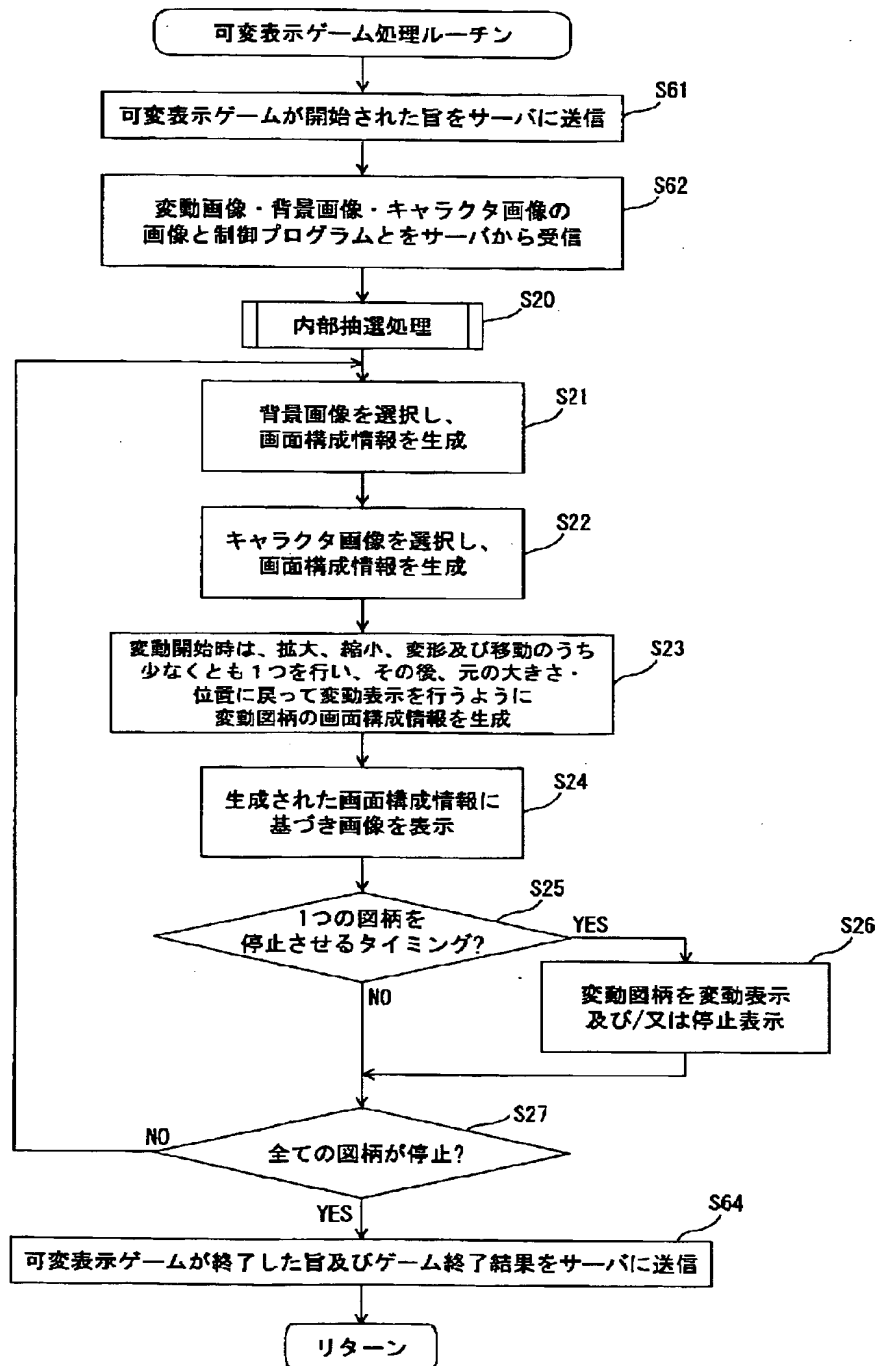 可変表示ゲーム処理ルーチン
S61
可変表示ゲームが開始された旨をサーバに送信
S62
変動画像・背景画像・キャラクタ画像の
画像と制御プログラムとをサーバから受信
S20
内部抽選処理
S21
背景画像を選択し、
画面構成情報を生成
S22
キャラクタ画像を選択し、
画面構成情報を生成
S23
変動開始時は、拡大、縮小、変形及び移動のうち
少なくとも1つを行い、その後、元の大きさ・
位置に戻って変動表示を行うように
変動図柄の画面構成情報を生成
S24
生成された画面構成情報に
基づき画像を表示
S25
1つの図柄を
停止させるタイミング?
YES
NO
S26
変動図柄を変動表示
及び/又は停止表示
S27
全ての図柄が停止?
NO
YES
S64
可変表示ゲームが終了した旨及びゲーム終了結果をサーバに送信
リターン